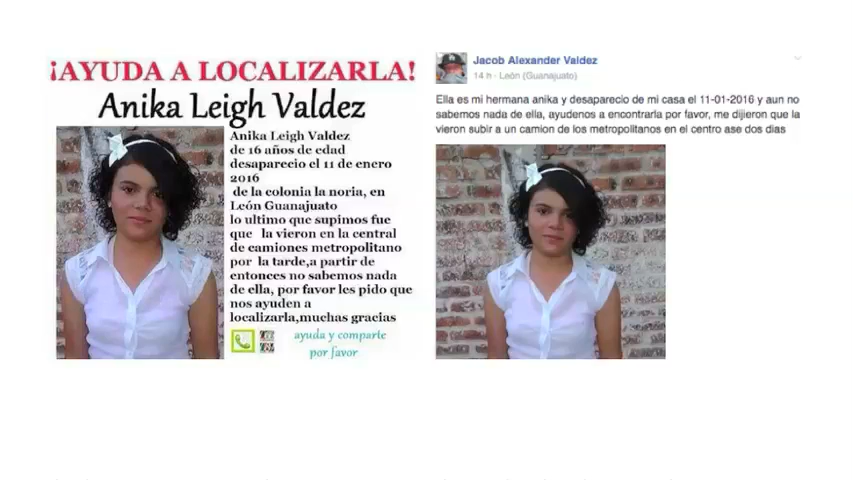 ¡AYUDA A LOCALIZARLA!
Anika Leigh Valdez
Anika Leigh Valdez
de 16 años de edad
desaparecio el 11 de enero
2016
de la colonia la noria, en
León Guanajuato
lo ultimo que supimos fue
que la vieron en la central
de camiones metropolitano
por la tarde,a partir de
entonces no sabemos nada
de ella, por favor les pido que
nos ayuden a
localizarla,muchas gracias
ayuda y comparte
por favor
Jacob Alexander Valdez
14 h · León (Guanajuato)
Ella es mi hermana anika y desaparecio de mi casa el 11-01-2016 y aun no
sabemos nada de ella, ayudenos a encontrarla por favor, me dijieron que la
vieron subir a un camion de los metropolitanos en el centro ase dos dias